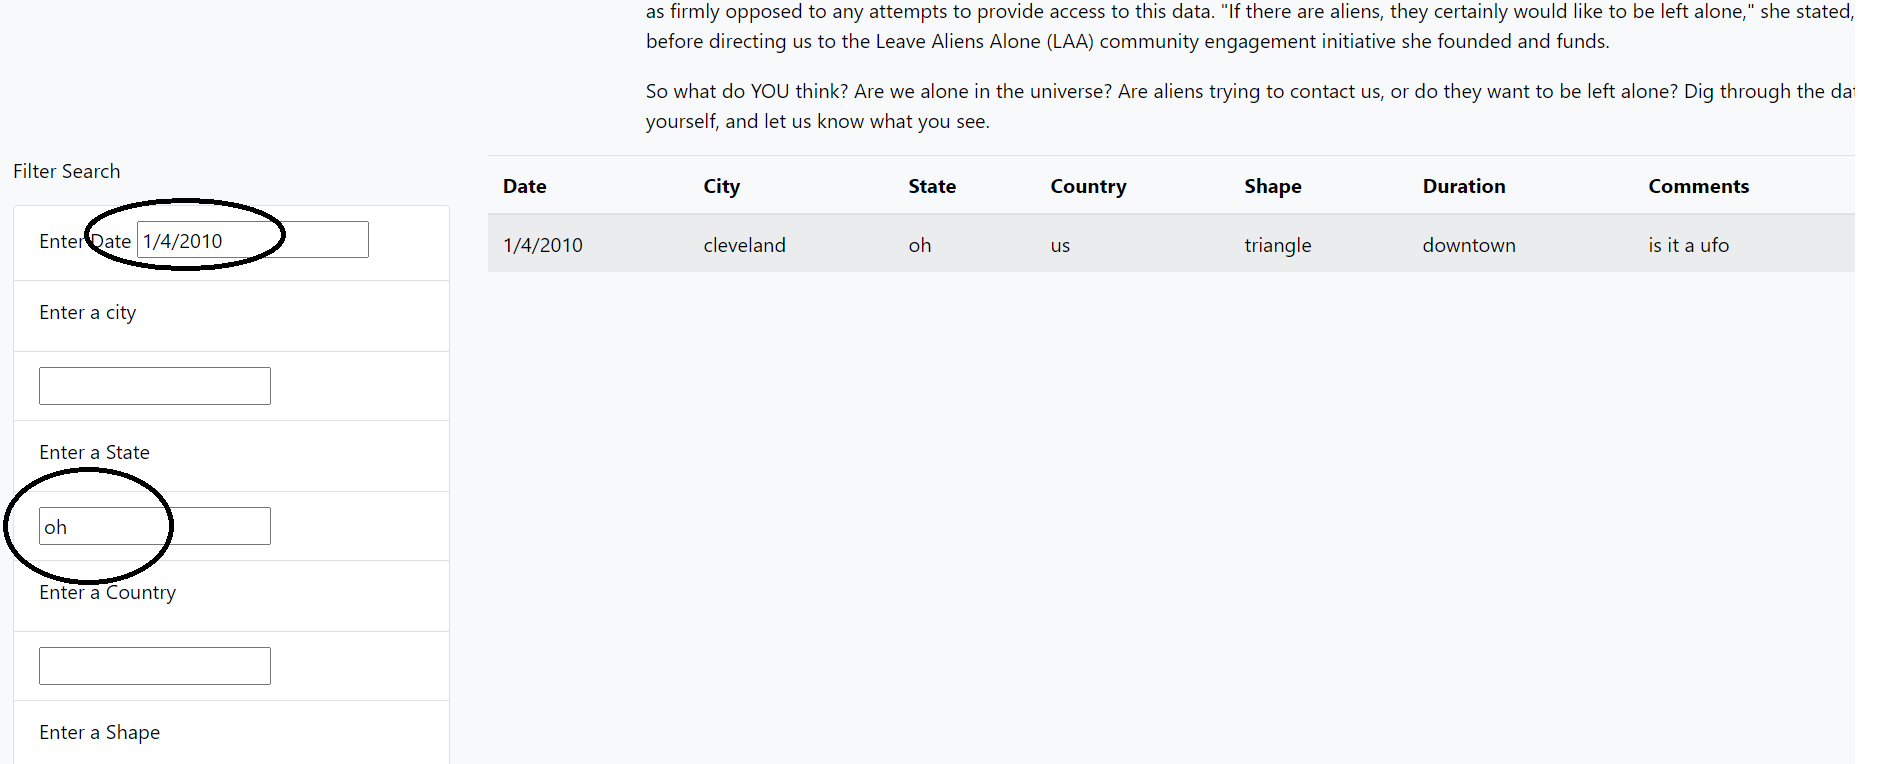 as firmly opposed to any attempts to provide access to this data. "If there are aliens, they certainly would like to be left alone," she stated,
before directing us to the Leave Aliens Alone (LAA) community engagement initiative she founded and funds.
So what do YOU think? Are we alone in the universe? Are aliens trying to contact us, or do they want to be left alone? Dig through the
yourself, and let us know what you see.
Filter Search
Enter Date 1/4/2010
Enter a city
Enter a State
oh
Enter a Country
Enter a Shape
Date City State Country Shape Duration Comments
1/4/2010 cleveland oh us triangle downtown is it a ufo